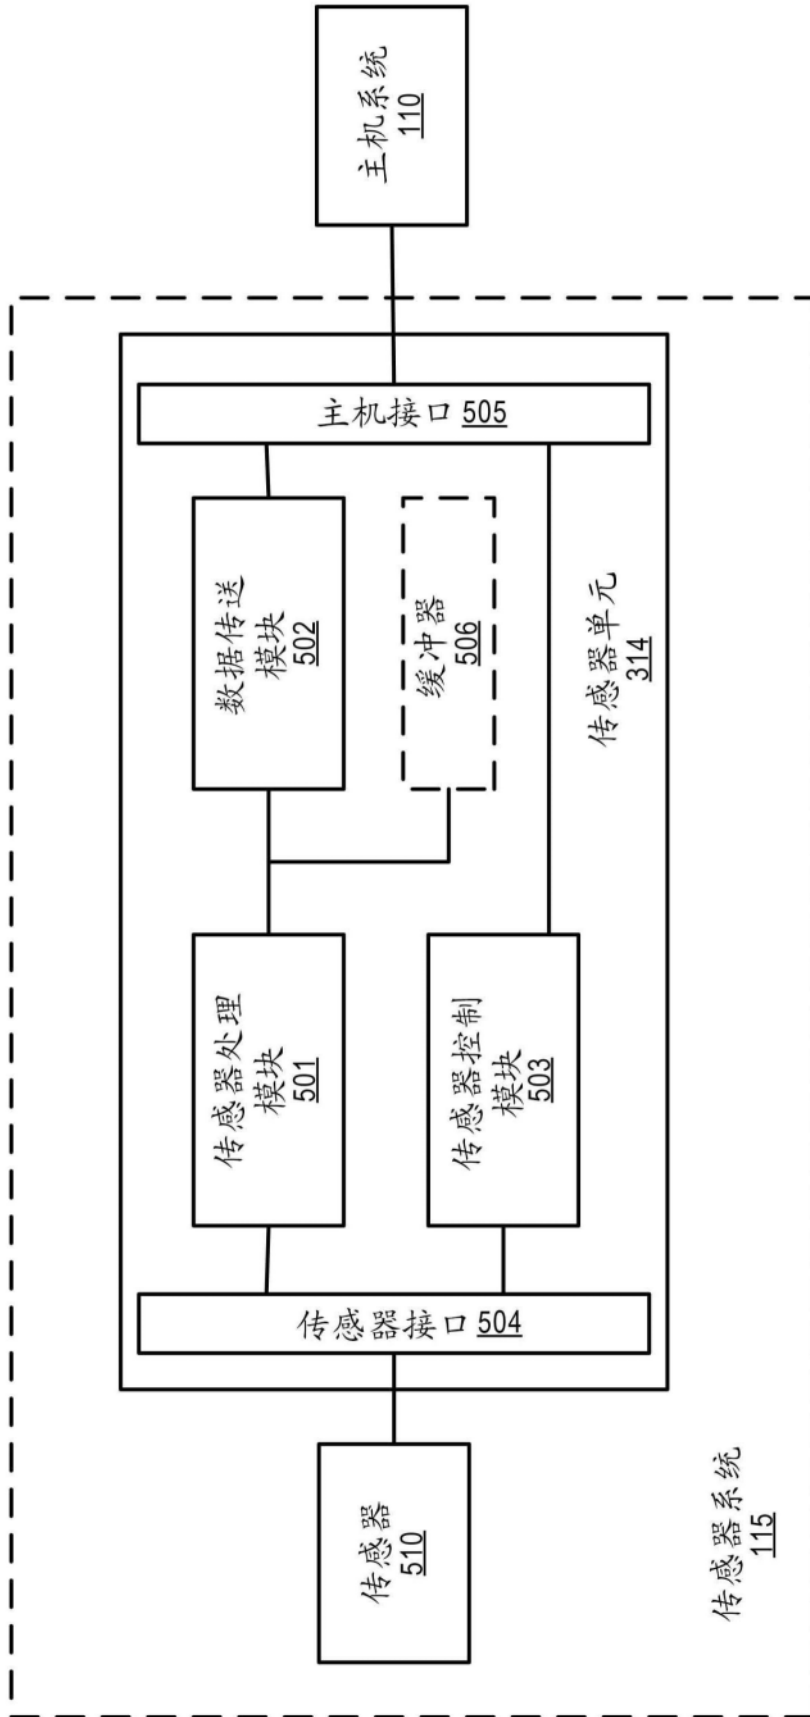 主机系统
110
主机接口 505
数据传送
模块
502
缓冲器
506
传感器单元
314
传感器处理
模块
501
传感器控制
模块
503
传感器接口 504
传感器
510
传感器系统
115